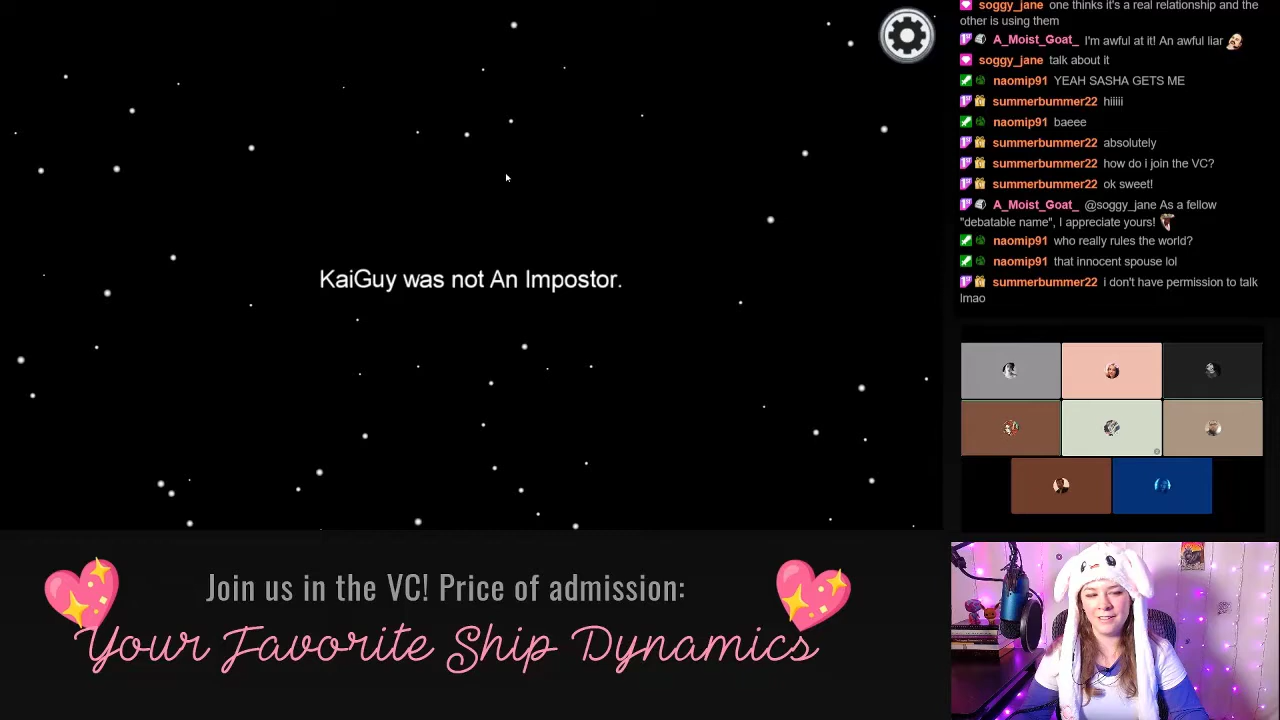 KaiGuy was not An Impostor.
soggy_jane one thinks it's a real relationship and the
other is using them
A_Moist_Goat_ I'm awful at it! An awful liar
soggy_jane talk about it
naomip91 YEAH SASHA GETS ME
summerbummer22 hiiiii
naomip91 baeee
summerbummer22 absolutely
summerbummer22 how do i join the VC?
summerbummer22 ok sweet!
A_Moist_Goat_ @soggy_jane As a fellow
"debatable name", I appreciate yours!
naomip91 who really rules the world?
naomip91 that innocent spouse lol
summerbummer22 i don't have permission to talk
lmao
Join us in the VC! Price of admission:
Your Favorite Ship Dynamics